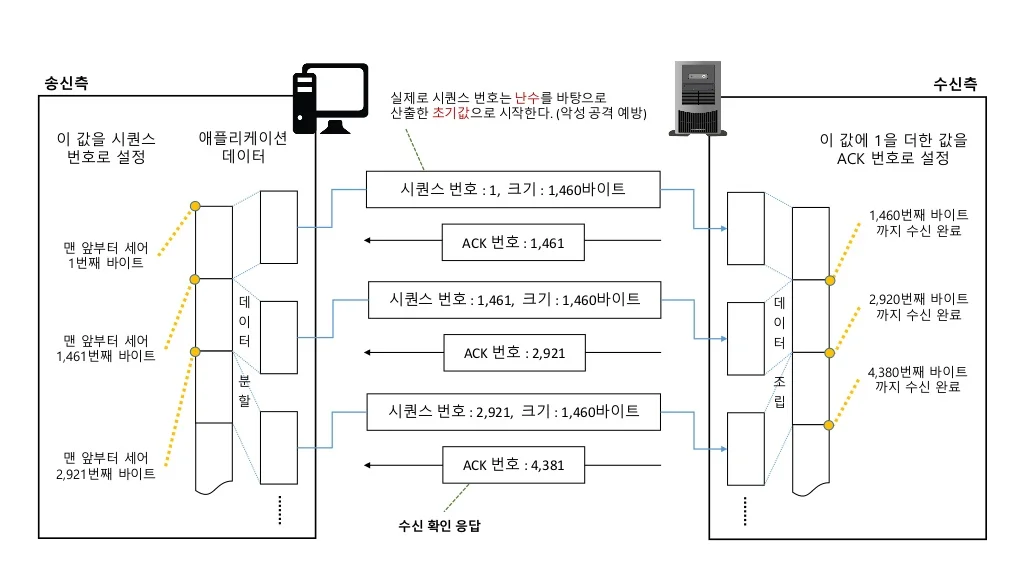 송신측
수신측
실제로 시퀀스 번호는 난수를 바탕으로
산출한 초기값으로 시작한다. (악성 공격 예방)
이 값을 시퀀스
번호로 설정
애플리케이션
데이터
이 값에 1을 더한 값을
ACK 번호로 설정
시퀀스 번호 : 1, 크기 : 1,460바이트
ACK 번호 : 1,461
시퀀스 번호 : 1,461, 크기 : 1,460바이트
ACK 번호 : 2,921
시퀀스 번호 : 2,921, 크기 : 1,460바이트
ACK 번호 : 4,381
수신 확인 응답
맨 앞부터 세어
1번째 바이트
맨 앞부터 세어
1,461번째 바이트
맨 앞부터 세어
2,921번째 바이트
데이터 분할
데이터 조립
1,460번째 바이트
까지 수신 완료
2,920번째 바이트
까지 수신 완료
4,380번째 바이트
까지 수신 완료